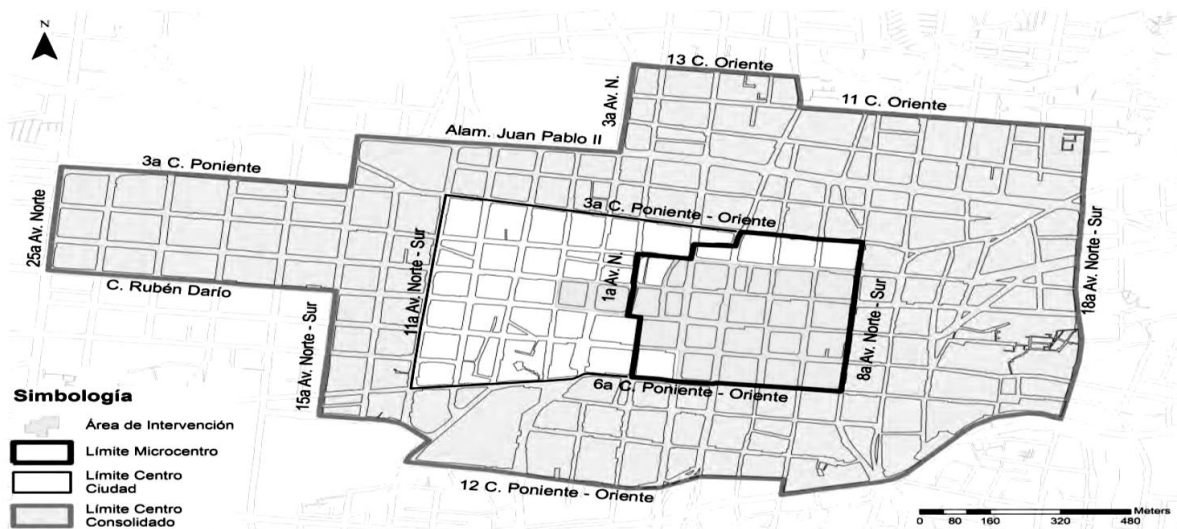 N
13 C. Oriente
3a Av. N.
11 C. Oriente
Alam. Juan Pablo II
3a C. Poniente
25a Av. Norte
3a C. Poniente - Oriente
11a Av. Norte - Sur
1a Av. N.
18a Av. Norte - Sur
C. Rubén Darío
8a Av. Norte - Sur
15a Av. Norte - Sur
6a C. Poniente - Oriente
12 C. Poniente - Oriente
Simbología
Área de Intervención
Límite Microcentro
Límite Centro
Ciudad
Límite Centro
Consolidado
Meters
0 80 160 320 480